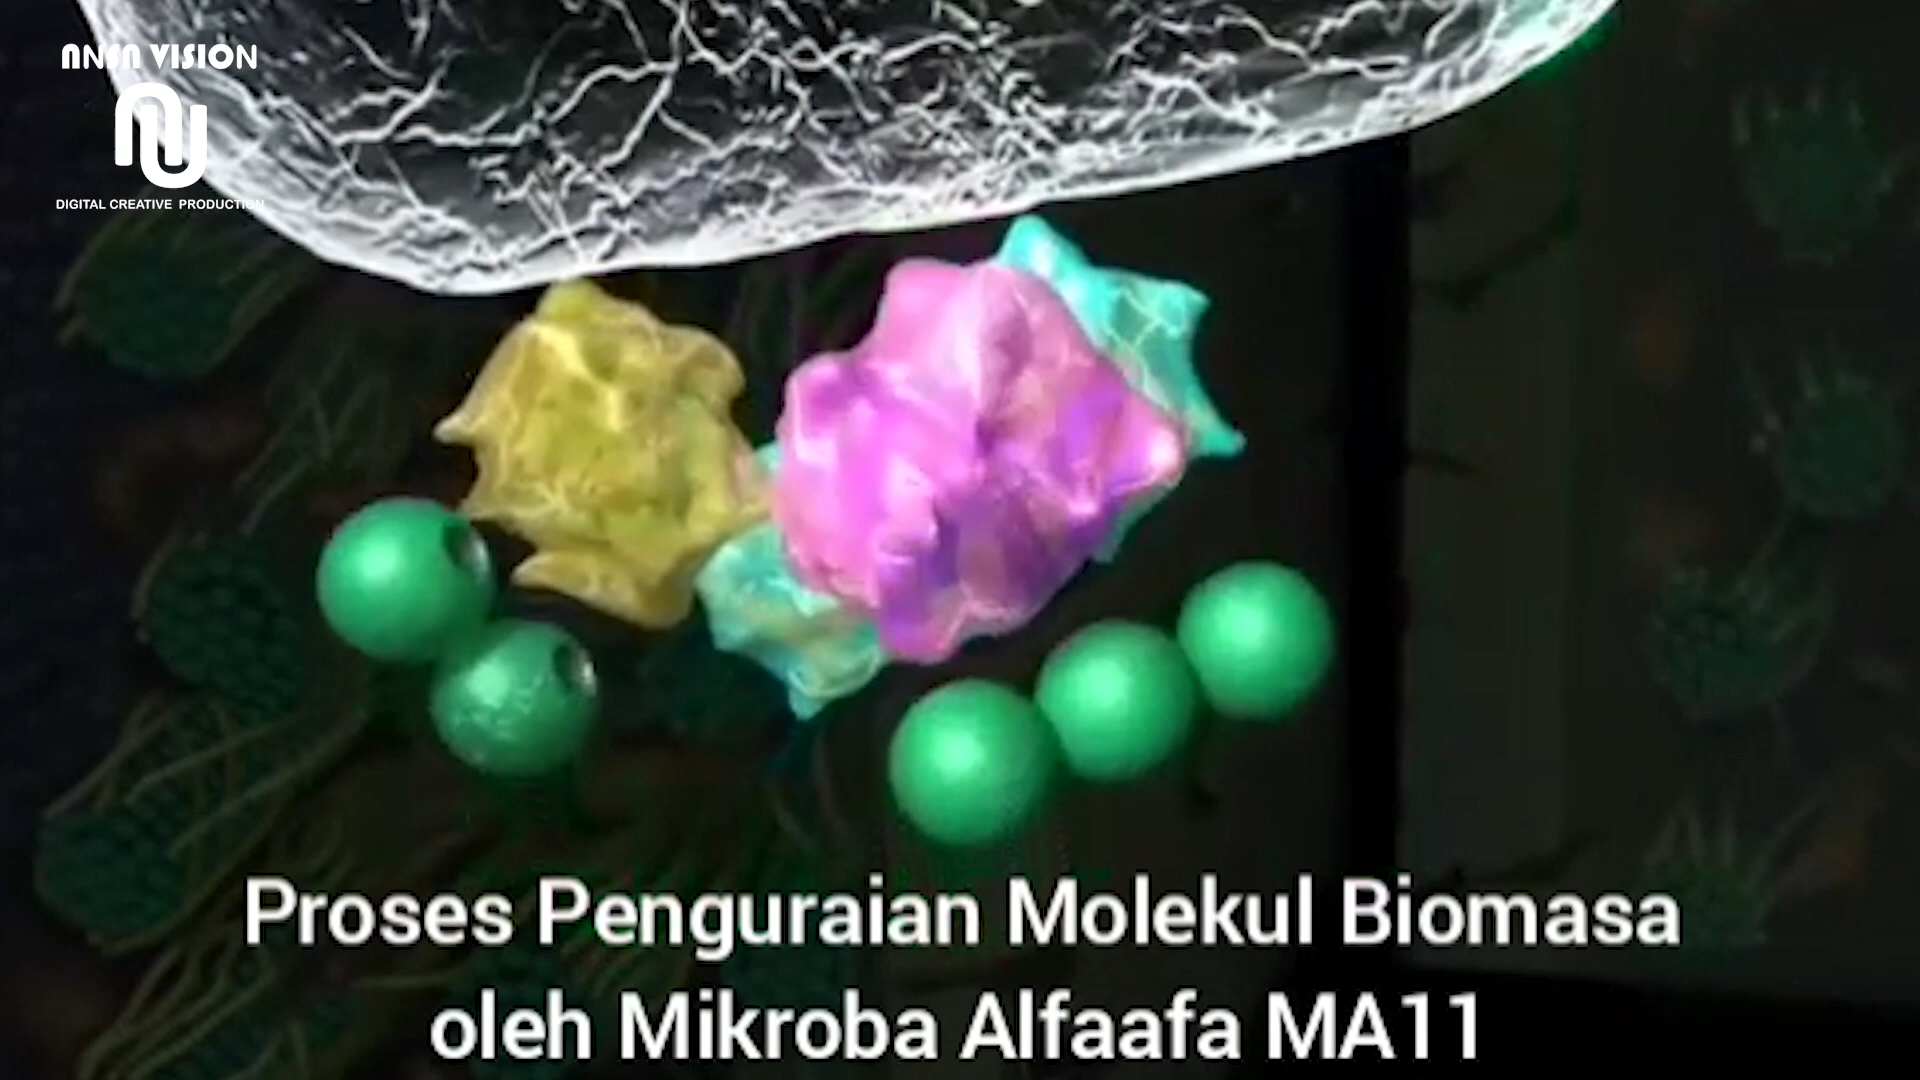 ANSA VISION
DIGITAL CREATIVE PRODUCTION
Proses Penguraian Molekul Biomasa
oleh Mikroba Alfaafa MA11